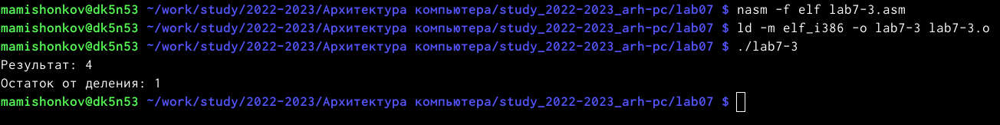 mamishonkov@dk5n53 ~/work/study/2022-2023/Архитектура компьютера/study_2022-2023_arh-pc/lab07 $ nasm -f elf lab7-3.asm
mamishonkov@dk5n53 ~/work/study/2022-2023/Архитектура компьютера/study_2022-2023_arh-pc/lab07 $ ld -m elf_i386 -o lab7-3 lab7-3.o
mamishonkov@dk5n53 ~/work/study/2022-2023/Архитектура компьютера/study_2022-2023_arh-pc/lab07 $ ./lab7-3
Результат: 4
Остаток от деления: 1
mamishonkov@dk5n53 ~/work/study/2022-2023/Архитектура компьютера/study_2022-2023_arh-pc/lab07 $